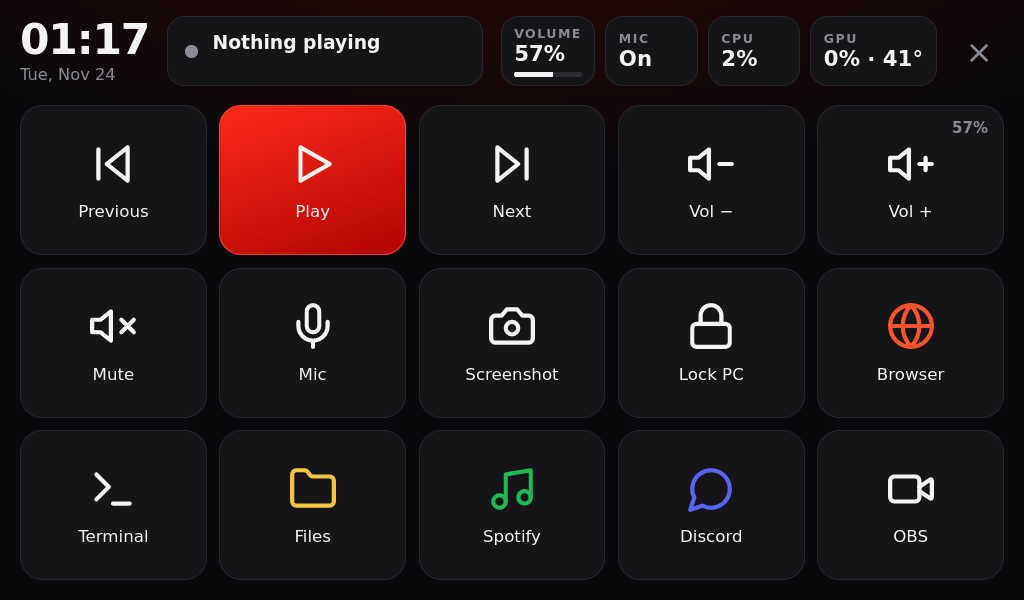 01:17
Tue, Nov 24
Nothing playing
VOLUME
57%
MIC
On
CPU
2%
GPU
0% · 41°
Previous
Play
Next
Vol −
57%
Vol +
Mute
Mic
Screenshot
Lock PC
Browser
Terminal
Files
Spotify
Discord
OBS